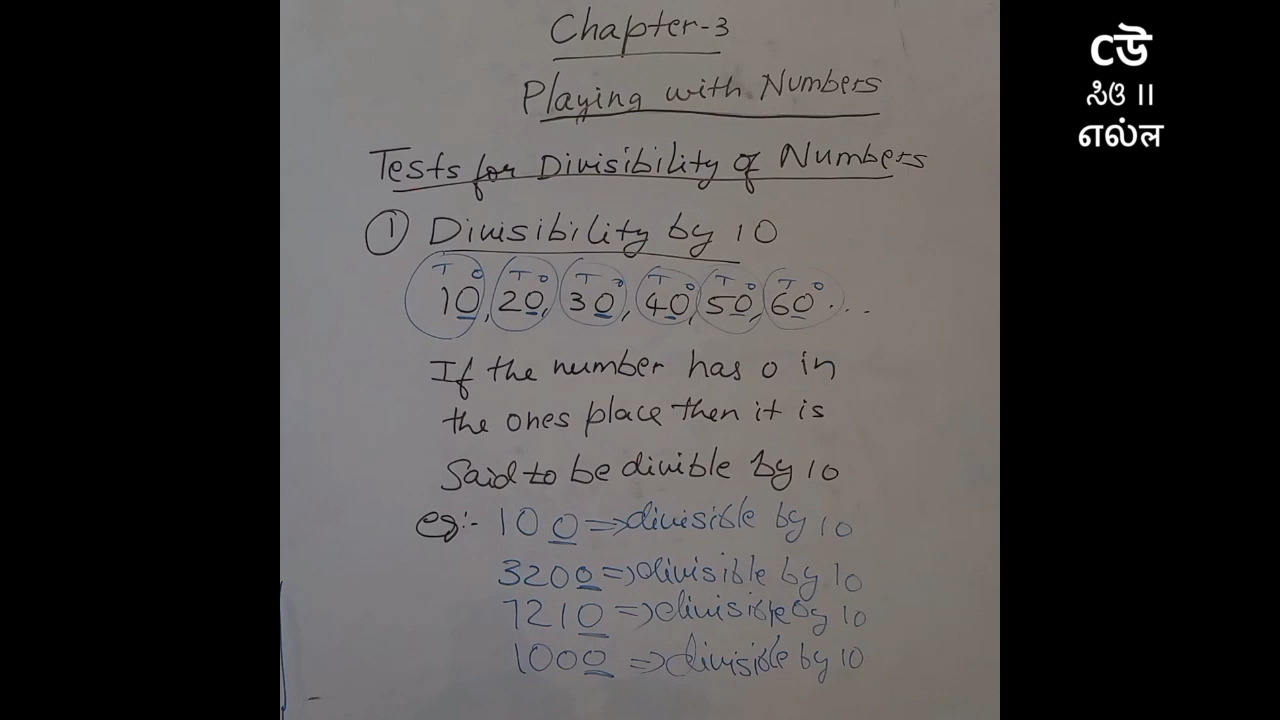 Chapter-3
Playing with Numbers
Tests for Divisibility of Numbers
① Divisibility by 10
T O T O T O T O T O T O
10, 20, 30, 40, 50, 60...
If the number has 0 in
the ones place then it is
Said to be divible by 10
eg:- 100 => divisible by 10
3200 => divisible by 10
7210 => divisible by 10
1000 => divisible by 10
Cউ
ಸಿಓ ॥
எல்ல